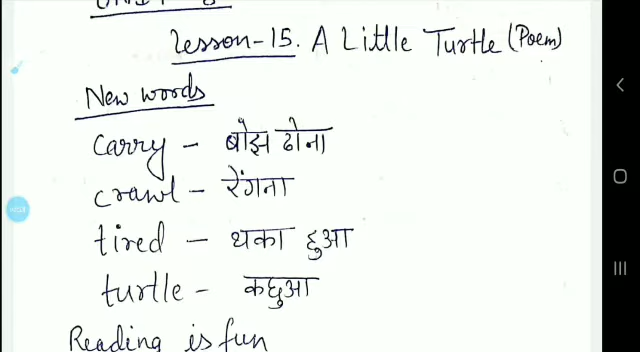 Lesson-15. A Little Turtle (Poem)
New words
carry - बोझ ढोना
crawl - रेंगना
tired - थका हुआ
turtle - कछुआ
Reading is fun